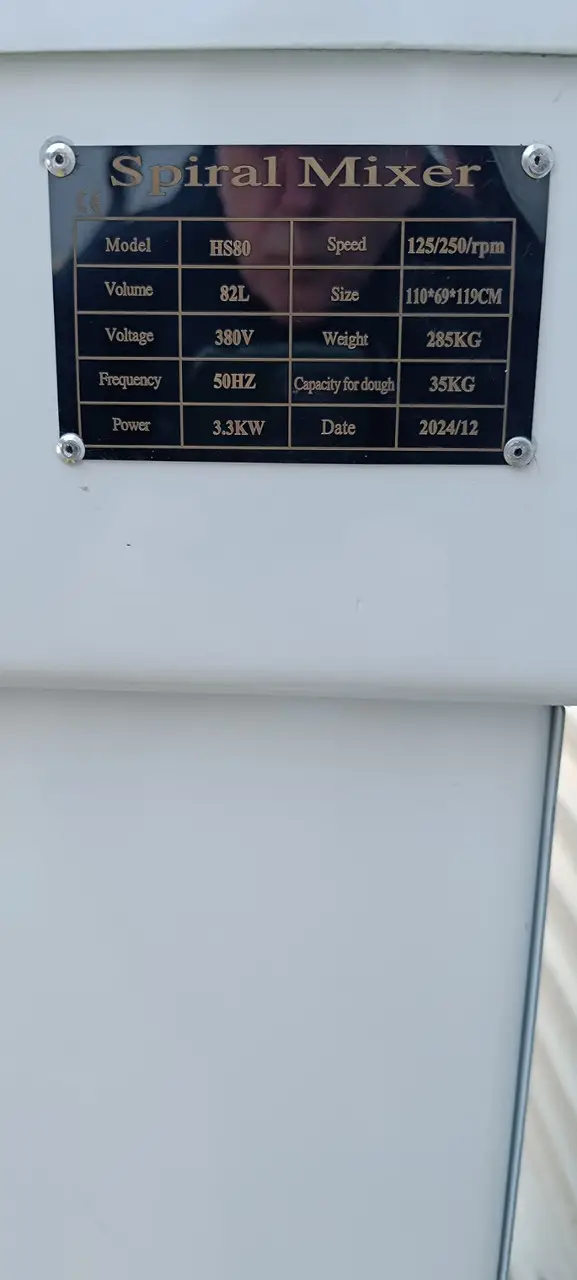 Spiral Mixer
CE
Model HS80 Speed 125/250/rpm
Volume 82L Size 110*69*119CM
Voltage 380V Weight 285KG
Frequency 50HZ Capacity for dough 35KG
Power 3.3KW Date 2024/12